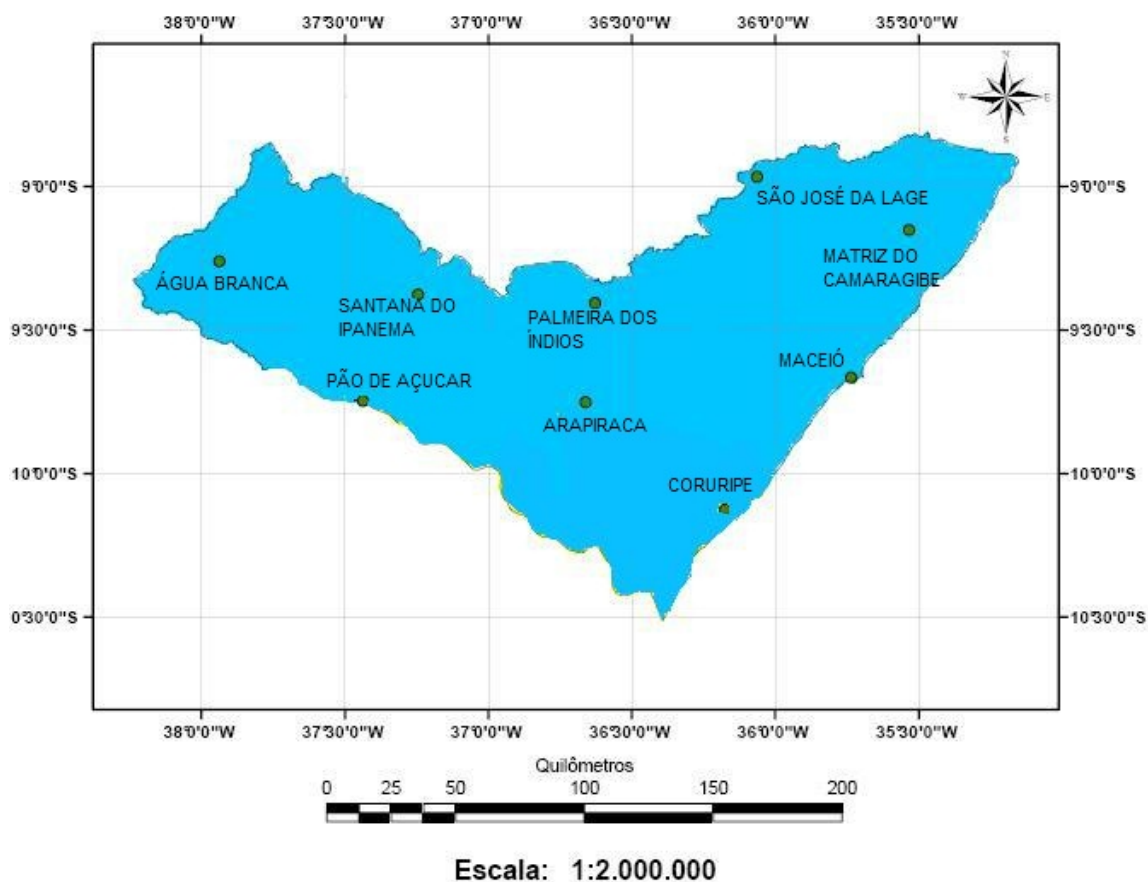 38°0'0"W 37°30'0"W 37°0'0"W 36°30'0"W 36°0'0"W 35°30'0"W
N
W E
S
9°0'0"S 9°0'0"S
SÃO JOSÉ DA LAGE
MATRIZ DO
CAMARAGIBE
ÁGUA BRANCA
SANTANA DO
IPANEMA
PALMEIRA DOS
ÍNDIOS
9°30'0"S 9°30'0"S
MACEIÓ
PÃO DE AÇUCAR
ARAPIRACA
10°0'0"S 10°0'0"S
CORURIPE
0°30'0"S 10°30'0"S
38°0'0"W 37°30'0"W 37°0'0"W 36°30'0"W 36°0'0"W 35°30'0"W
Quilômetros
0 25 50 100 150 200
Escala: 1:2.000.000